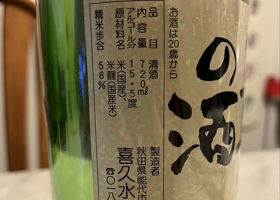 の酒
お酒は20歳から
品目 清酒
内容量 720ml
アルコール分 15.5度
原材料名 米(国産)
米麹(国産米)
精米歩合 58%
製造者
秋田県能代市
喜久水